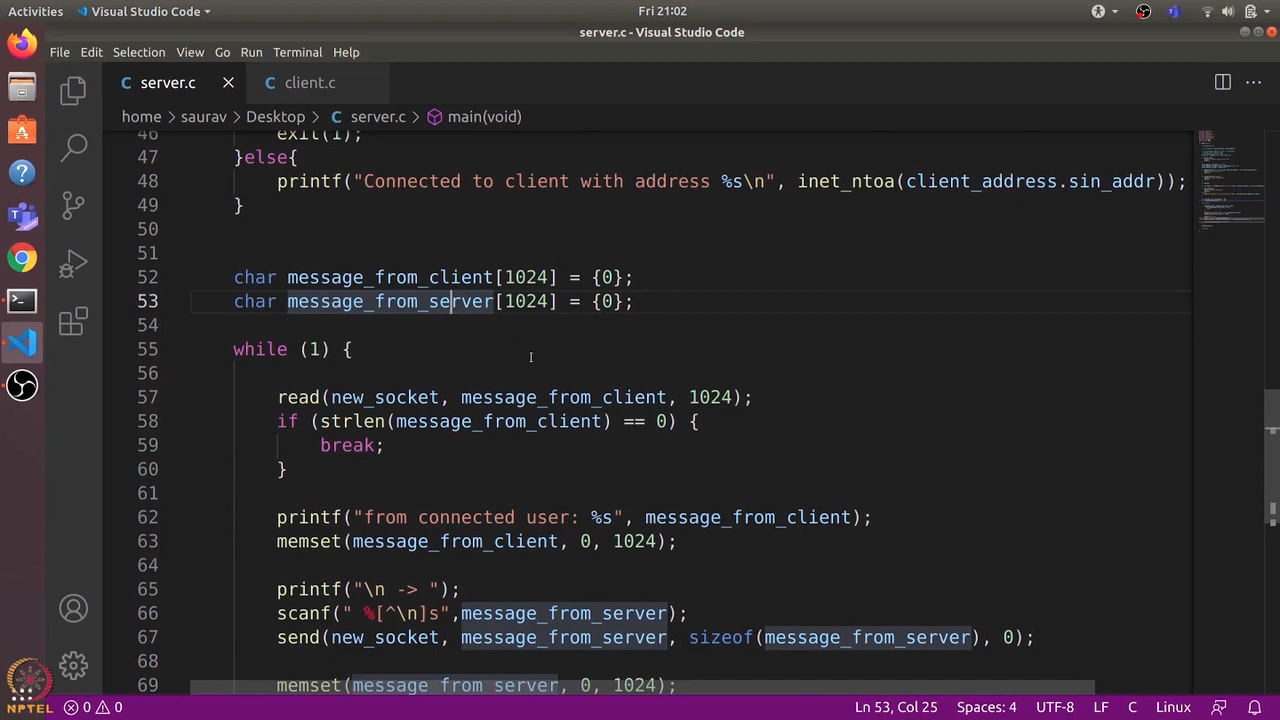 Activities Visual Studio Code Fri 21:02
server.c - Visual Studio Code
File Edit Selection View Go Run Terminal Help
C server.c C client.c
home > saurav > Desktop > C server.c > main(void)
46 exit(1);
47 }else{
48 printf("Connected to client with address %s\n", inet_ntoa(client_address.sin_addr));
49 }
50
51
52 char message_from_client[1024] = {0};
53 char message_from_server[1024] = {0};
54
55 while (1) {
56
57 read(new_socket, message_from_client, 1024);
58 if (strlen(message_from_client) == 0) {
59 break;
60 }
61
62 printf("from connected user: %s", message_from_client);
63 memset(message_from_client, 0, 1024);
64
65 printf("\n -> ");
66 scanf(" %[^\n]s",message_from_server);
67 send(new_socket, message_from_server, sizeof(message_from_server), 0);
68
69 memset(message_from_server, 0, 1024);
NPTEL
0 0 Ln 53, Col 25 Spaces: 4 UTF-8 LF C Linux